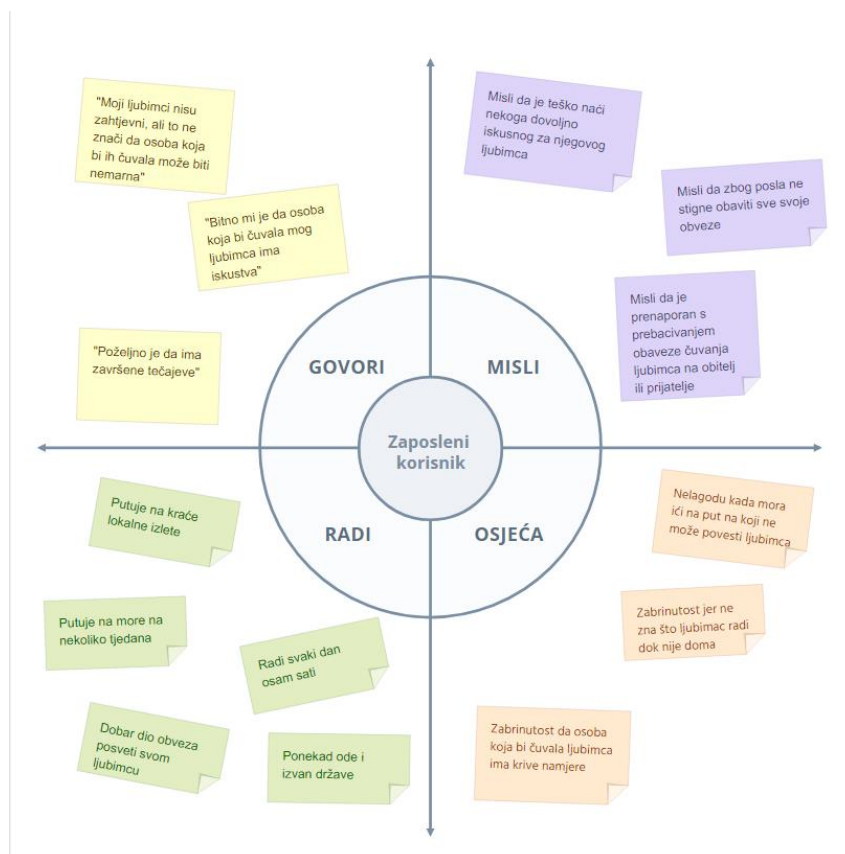 "Moji ljubimci nisu
zahtjevni, ali to ne
znači da osoba koja
bi ih čuvala može biti
nemarna"
"Bitno mi je da osoba
koja bi čuvala mog
ljubimca ima
iskustva"
"Poželjno je da ima
završene tečajeve"
Misli da je teško naći
nekoga dovoljno
iskusnog za njegovog
ljubimca
Misli da zbog posla ne
stigne obaviti sve svoje
obveze
Misli da je
prenaporan s
prebacivanjem
obaveze čuvanja
ljubimca na obitelj
ili prijatelje
GOVORI
MISLI
Zaposleni
korisnik
RADI
OSJEĆA
Putuje na kraće
lokalne izlete
Putuje na more na
nekoliko tjedana
Radi svaki dan
osam sati
Dobar dio obveza
posveti svom
ljubimcu
Ponekad ode i
izvan države
Nelagodu kada mora
ići na put na koji ne
može povesti ljubimca
Zabrinutost jer ne
zna što ljubimac radi
dok nije doma
Zabrinutost da osoba
koja bi čuvala ljubimca
ima krive namjere